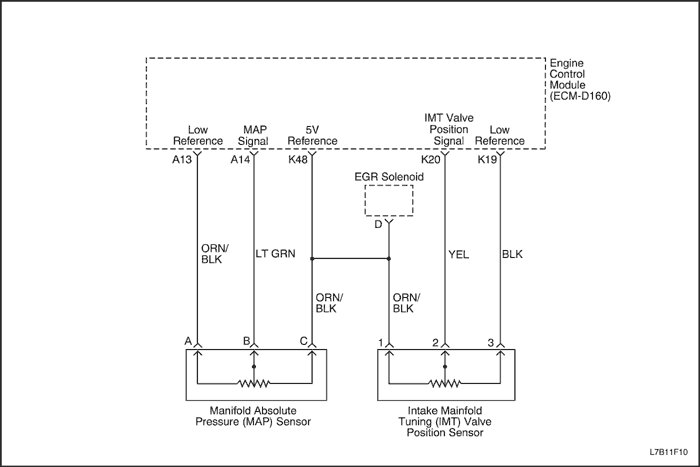 Engine
Control
Module
(ECM-D160)
Low
Reference
MAP
Signal
5V
Reference
IMT Valve
Position
Signal
Low
Reference
A13
A14
K48
K20
K19
EGR Solenoid
D
ORN/
BLK
LT GRN
YEL
BLK
ORN/
BLK
ORN/
BLK
A
B
C
1
2
3
Manifold Absolute
Pressure (MAP) Sensor
Intake Mainfold
Tuning (IMT) Valve
Position Sensor
L7B11F10